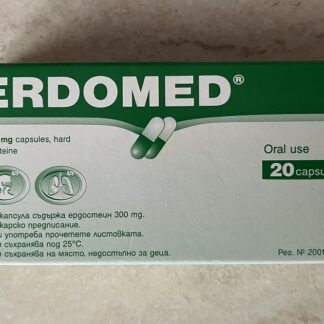 ERDOMED®
mg capsules, hard
Oral use
20 capsu
капсула съдържа ердостеин 300 mg.
карско предписание.
и употреба прочетете листовката.
е съхранява под 25°C.
е съхранява на място, недостъпно за деца.
Рег. № 2001